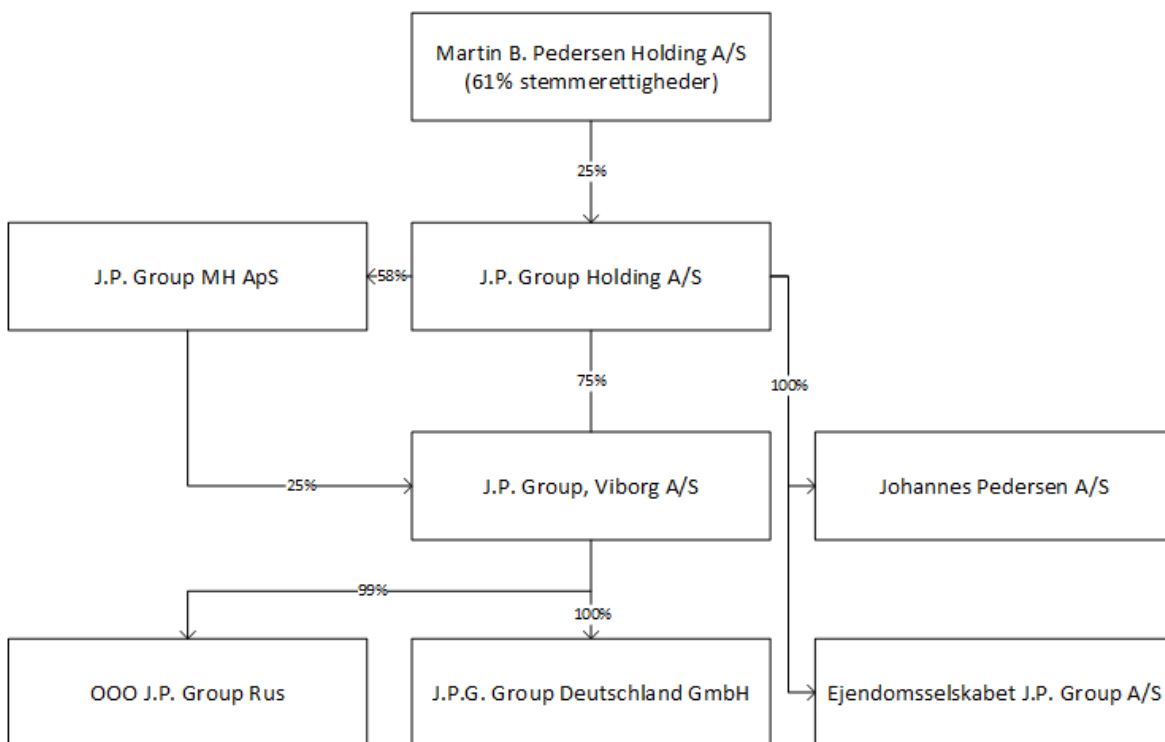 Martin B. Pedersen Holding A/S
(61% stemmerettigheder)
25%
J.P. Group MH ApS
58%
J.P. Group Holding A/S
75%
100%
25%
J.P. Group, Viborg A/S
Johannes Pedersen A/S
99%
100%
OOO J.P. Group Rus
J.P.G. Group Deutschland GmbH
Ejendomsselskabet J.P. Group A/S